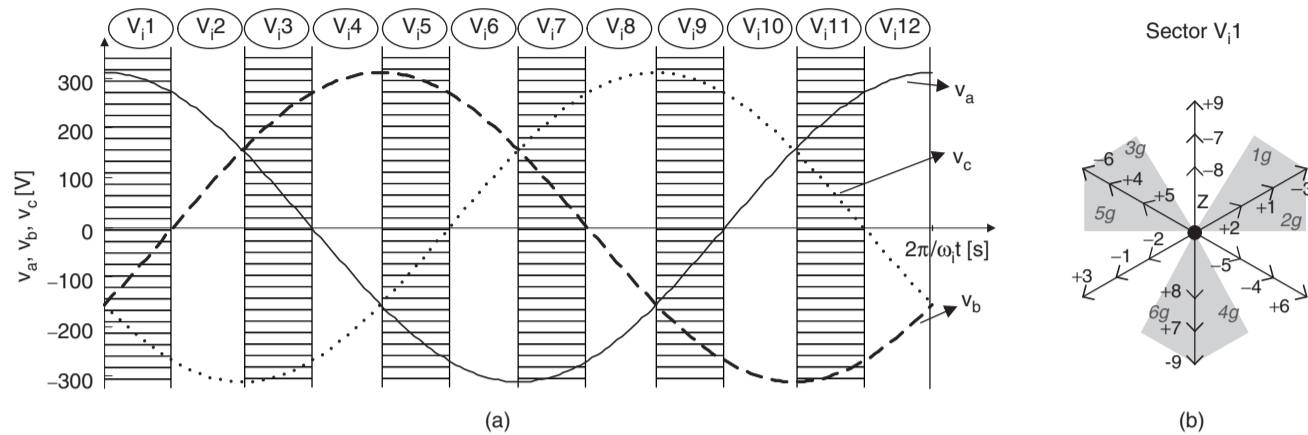 Vi1 Vi2 Vi3 Vi4 Vi5 Vi6 Vi7 Vi8 Vi9 Vi10 Vi11 Vi12
Sector Vi1
va, vb, vc [V]
300
200
100
0
−100
−200
−300
va
vc
vb
2π/ωit [s]
(a)
+9
−7
−8
−6
+4
+5
3g
5g
1g
2g
Z
−3
+1
+2
−2
−1
+3
−5
−4
+6
+8
+7
-9
6g
4g
(b)